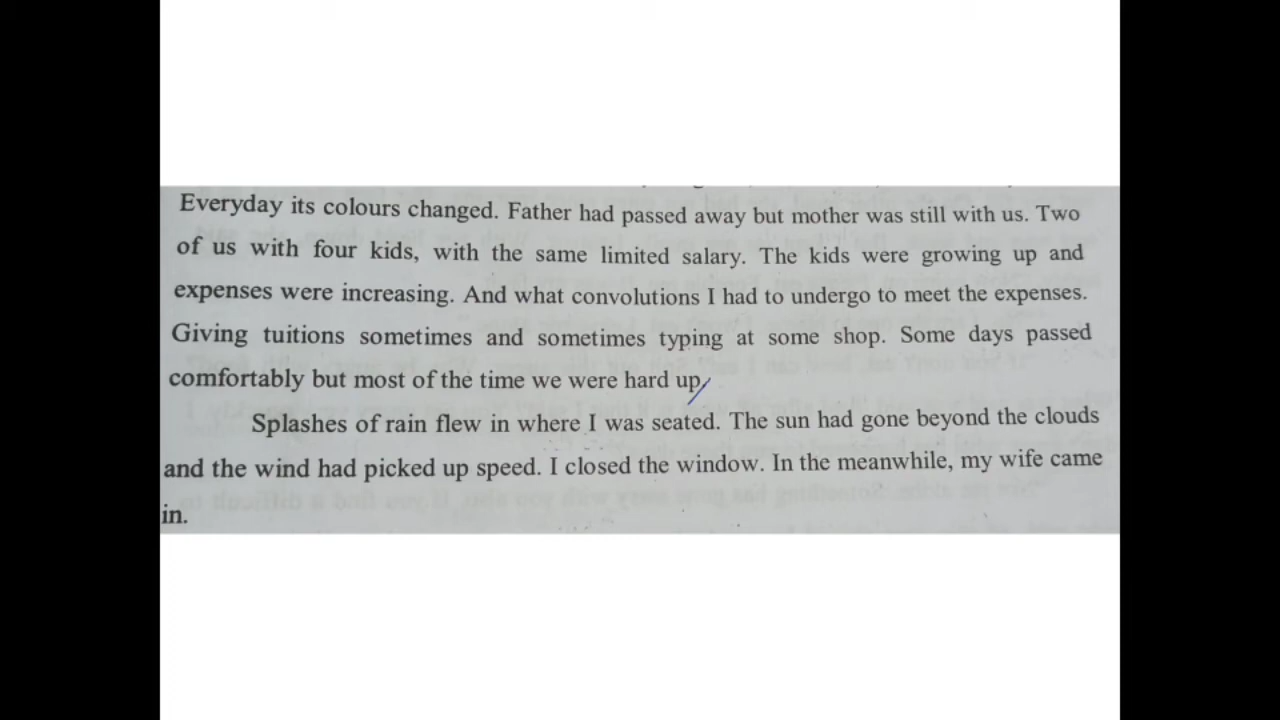 Everyday its colours changed. Father had passed away but mother was still with us. Two
of us with four kids, with the same limited salary. The kids were growing up and
expenses were increasing. And what convolutions I had to undergo to meet the expenses.
Giving tuitions sometimes and sometimes typing at some shop. Some days passed
comfortably but most of the time we were hard up
Splashes of rain flew in where I was seated. The sun had gone beyond the clouds
and the wind had picked up speed. I closed the window. In the meanwhile, my wife came
in.